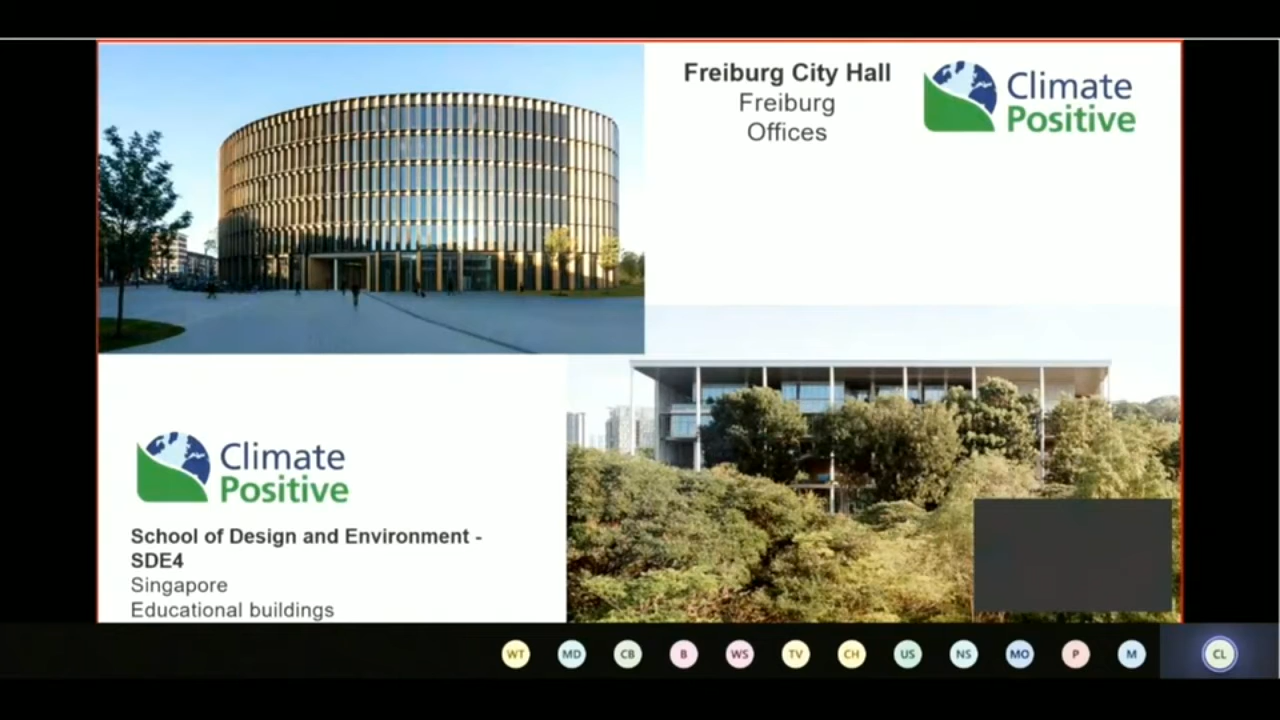 Freiburg City Hall
Freiburg
Offices
Climate
Positive
Climate
Positive
School of Design and Environment -
SDE4
Singapore
Educational buildings
WT
MD
CB
B
WS
TV
CH
US
NS
MO
P
M
CL